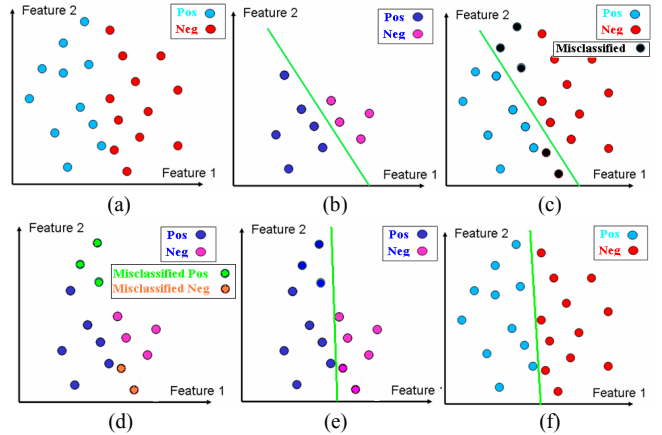 Feature 2
Pos
Neg
Feature 1
(a)
Feature 2
Pos
Neg
Feature 1
(b)
Feature 2
Pos
Neg
Misclassified
Feature 1
(c)
Feature 2
Pos
Neg
Misclassified Pos
Misclassified Neg
Feature 1
(d)
Feature 2
Pos
Neg
Feature 1
(e)
Feature 2
Pos
Neg
Feature 1
(f)